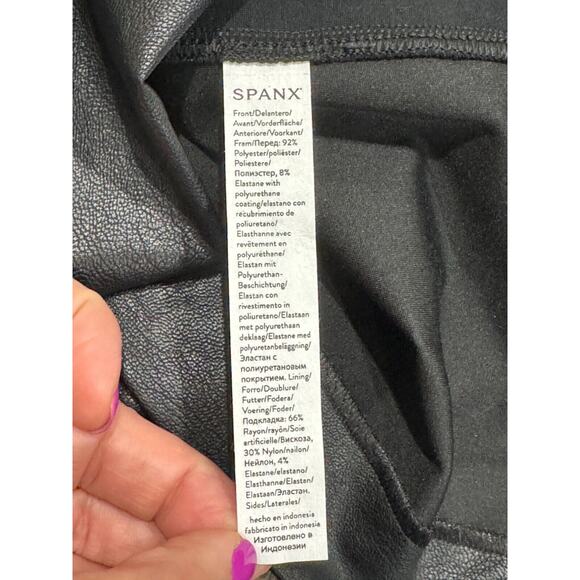 SPANX
Front/Delantero/
Avant/Vorderfläche/
Anteriore/Voorkant/
Fram/Перед: 92%
Polyester/poliéster/
Poliestere/
Полиэстер, 8%
Elastane with
polyurethane
coating/elastano con
recubrimiento de
poliuretano/
Elasthanne avec
revêtement en
polyuréthane/
Elastan mit
Polyurethan-
Beschichtung/
Elastan con
rivestimento in
poliuretano/Elastaan
met polyurethaan
deklaag/Elastane med
polyuretanbeläggning/
Эластан с
полиуретановым
покрытием. Lining/
Forro/Doublure/
Futter/Fodera/
Voering/Foder/
Подкладка: 66%
Rayon/rayón/Soie
artificielle/Вискоза,
30% Nylon/nailon/
Нейлон, 4%
Elastane/elastano/
Elasthanne/Elastan/
Elastaan/Эластан.
Sides/Laterales/
hecho en indonesia
fabbricato in indonesia
Изготовлено в
Индонезии